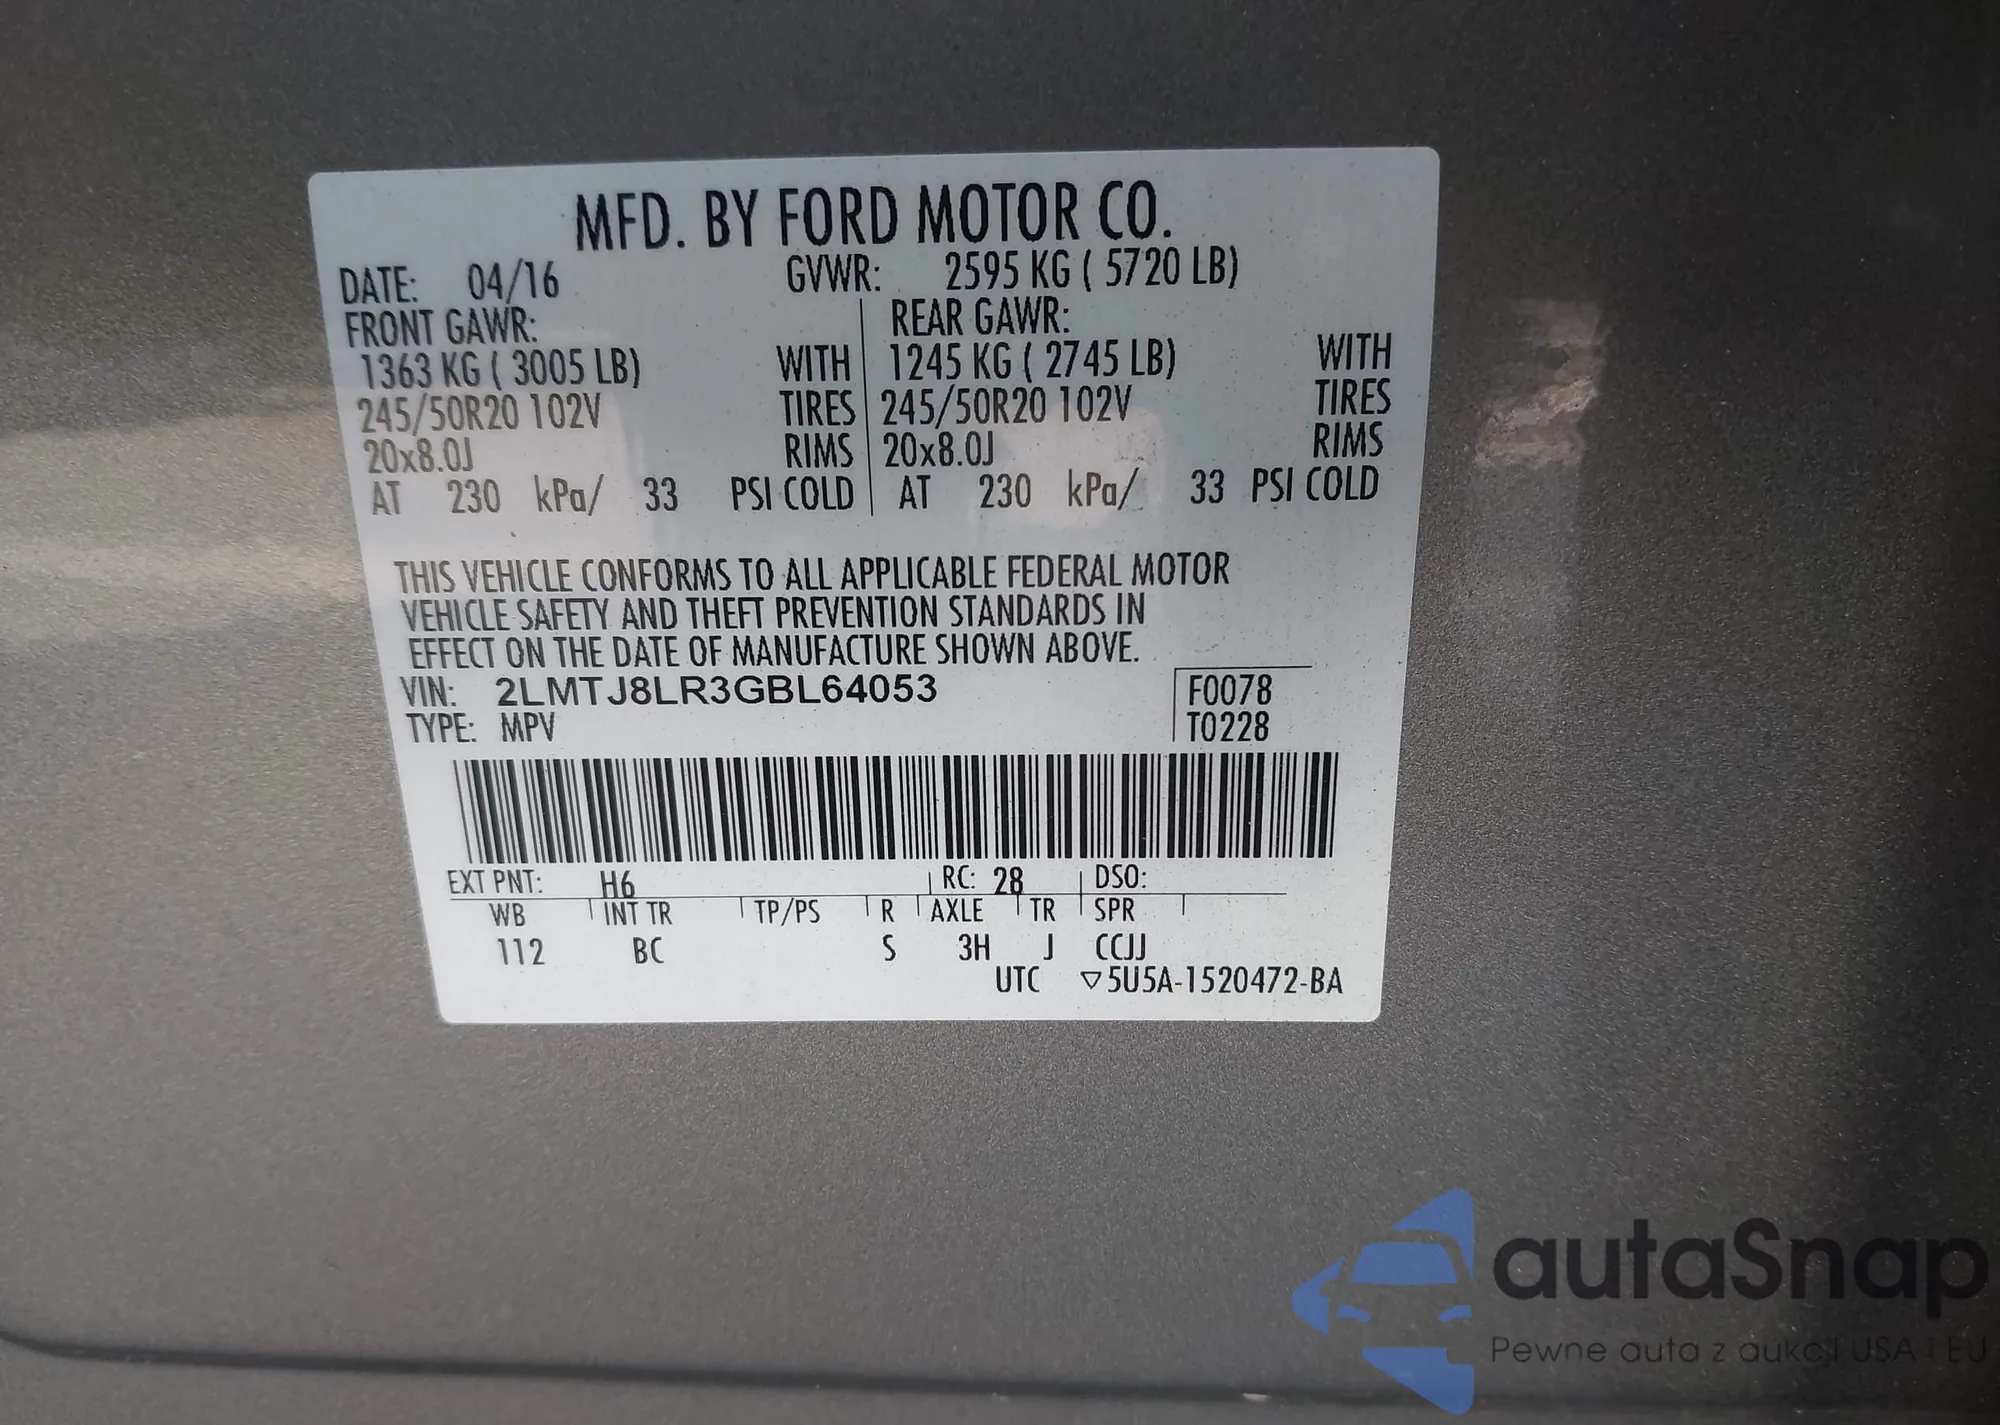 MFD. BY FORD MOTOR CO.
DATE: 04/16 GVWR: 2595 KG ( 5720 LB)
FRONT GAWR: REAR GAWR:
1363 KG ( 3005 LB) WITH 1245 KG ( 2745 LB) WITH
245/50R20 102V TIRES 245/50R20 102V TIRES
20x8.0J RIMS 20x8.0J RIMS
AT 230 kPa/ 33 PSI COLD AT 230 kPa/ 33 PSI COLD
THIS VEHICLE CONFORMS TO ALL APPLICABLE FEDERAL MOTOR
VEHICLE SAFETY AND THEFT PREVENTION STANDARDS IN
EFFECT ON THE DATE OF MANUFACTURE SHOWN ABOVE.
VIN: 2LMTJ8LR3GBL64053 F0078
TYPE: MPV T0228
EXT PNT: H6 RC: 28 DSO:
WB INT TR TP/PS R AXLE TR SPR
112 BC S 3H J CCJJ
UTC ▽5U5A-1520472-BA
autaSnap
Pewne auta z aukcji USA i EU